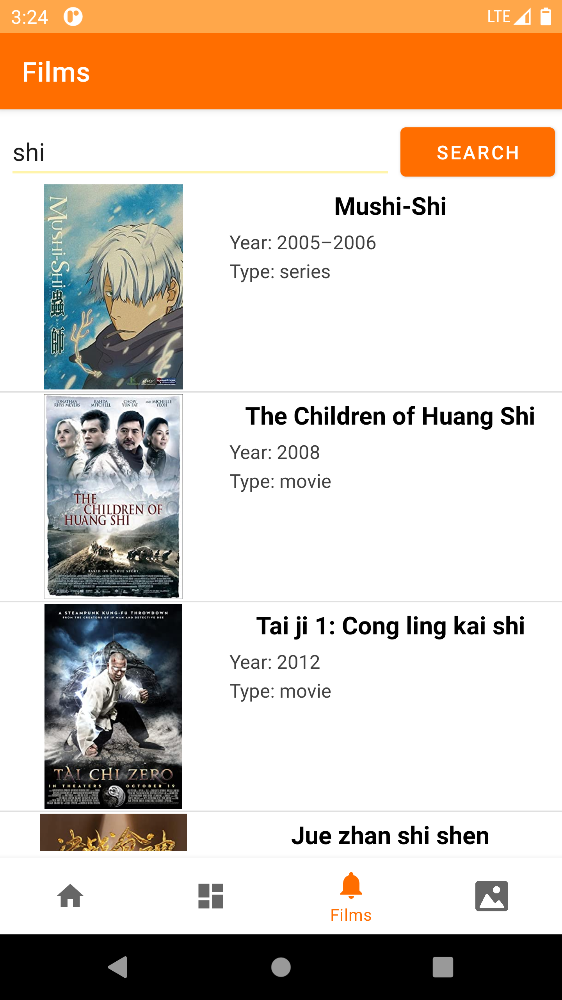 3:24
LTE
Films
shi
SEARCH
MUSHI-SHI
蟲
Mushi-Shi
Year: 2005–2006
Type: series
FUNIMATION
JONATHAN RHYS MEYERS
RAHDA MITCHELL
CHOW YUN FAT
AND MICHELLE YEOH
THE
CHILDREN OF
HUANG SHI
BASED ON A TRUE STORY
The Children of Huang Shi
Year: 2008
Type: movie
A STEAMPUNK KUNG-FU THROWDOWN
FROM THE CREATORS OF IP MAN AND DETECTIVE DEE
TAI CHI ZERO
IN THEATERS OCTOBER 19
Tai ji 1: Cong ling kai shi
Year: 2012
Type: movie
Jue zhan shi shen
Films